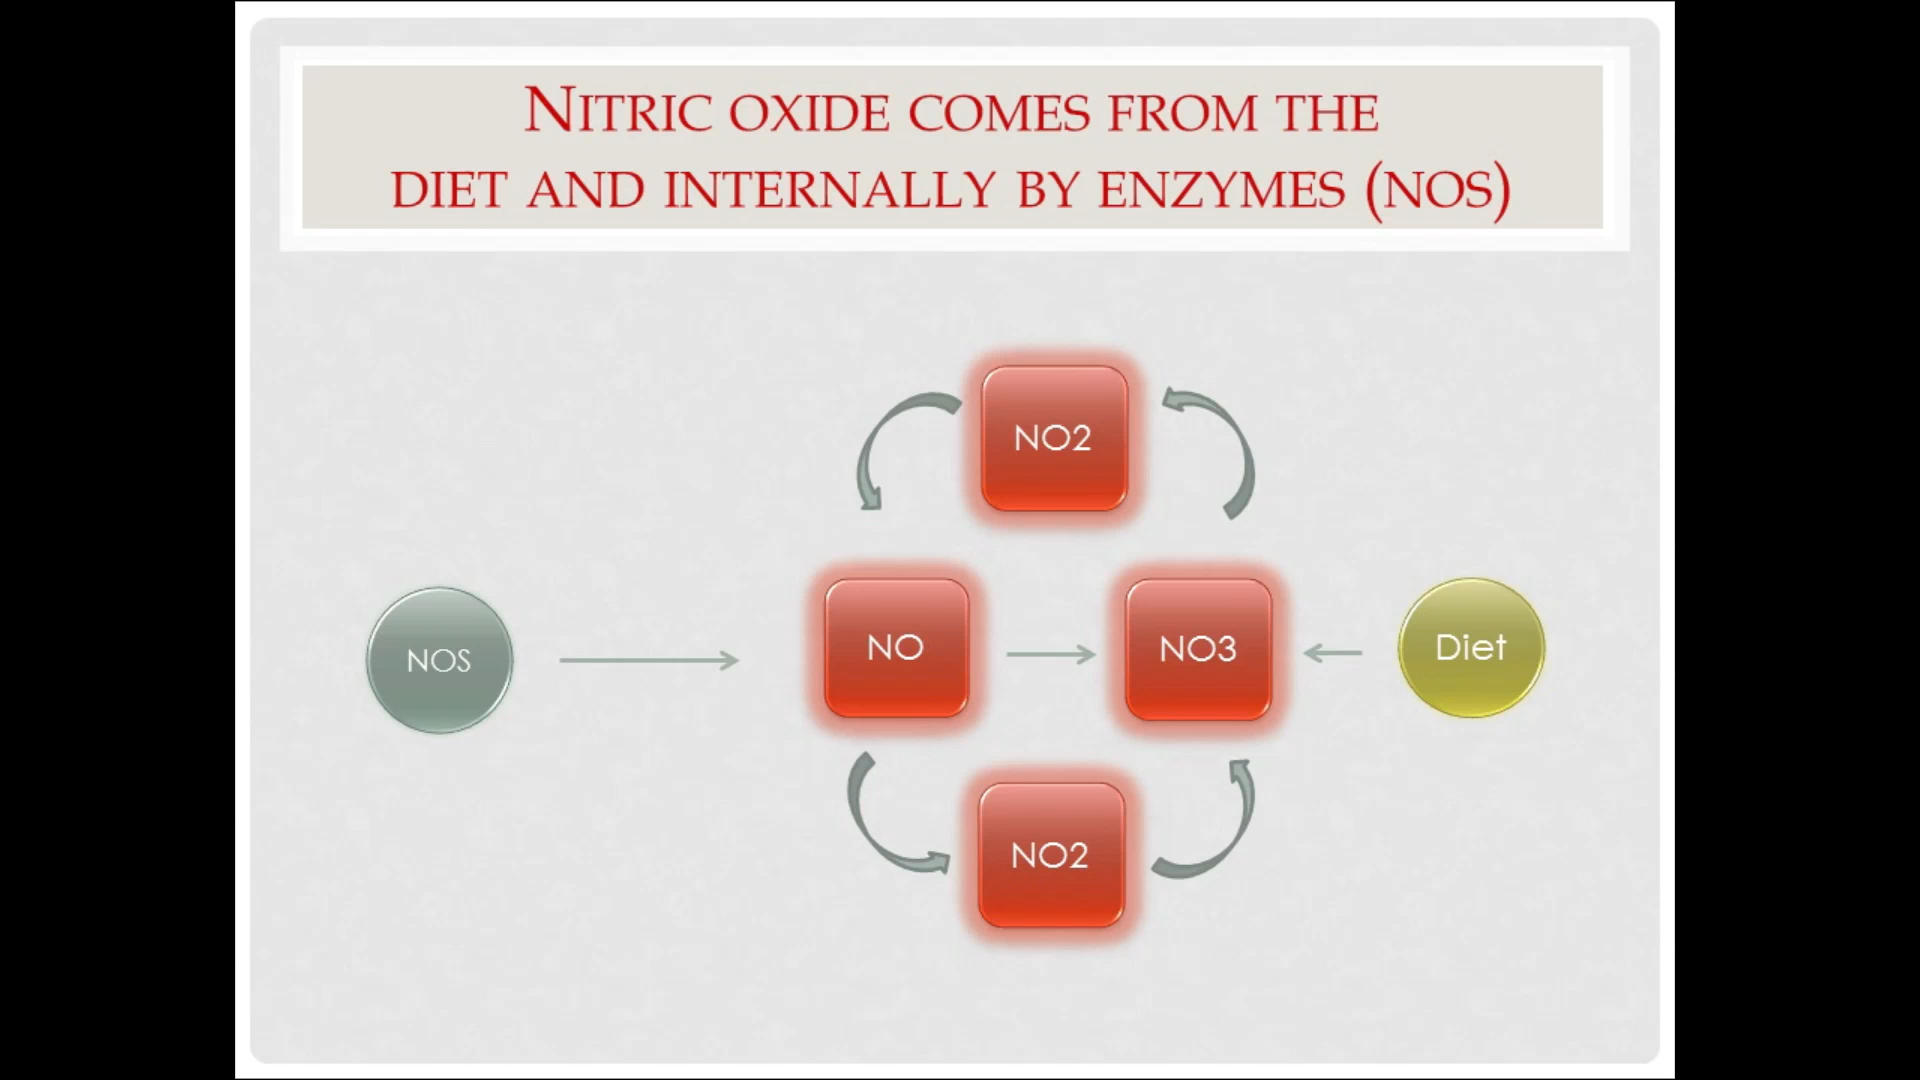 NITRIC OXIDE COMES FROM THE
DIET AND INTERNALLY BY ENZYMES (NOS)
NO2
NOS
NO
NO3
Diet
NO2